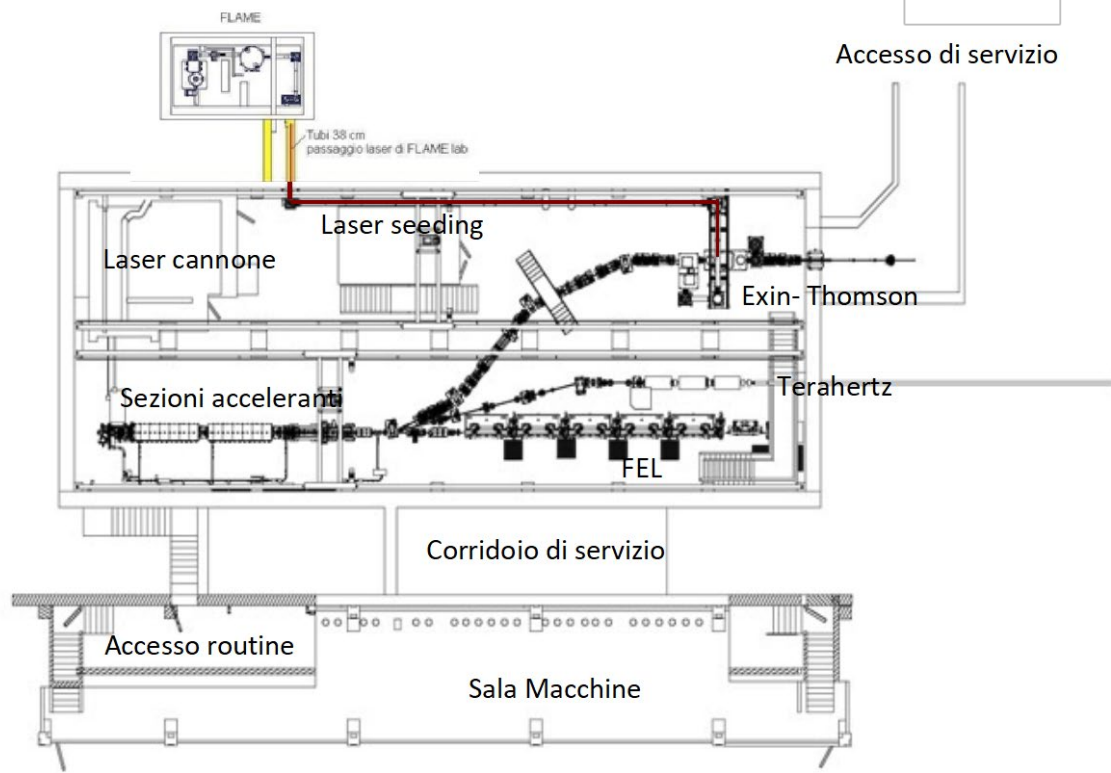 FLAME
Accesso di servizio
Tubi 38 cm
passaggio laser di FLAME lab
Laser seeding
Laser cannone
Exin- Thomson
Sezioni acceleranti
Terahertz
FEL
Corridoio di servizio
Accesso routine
Sala Macchine